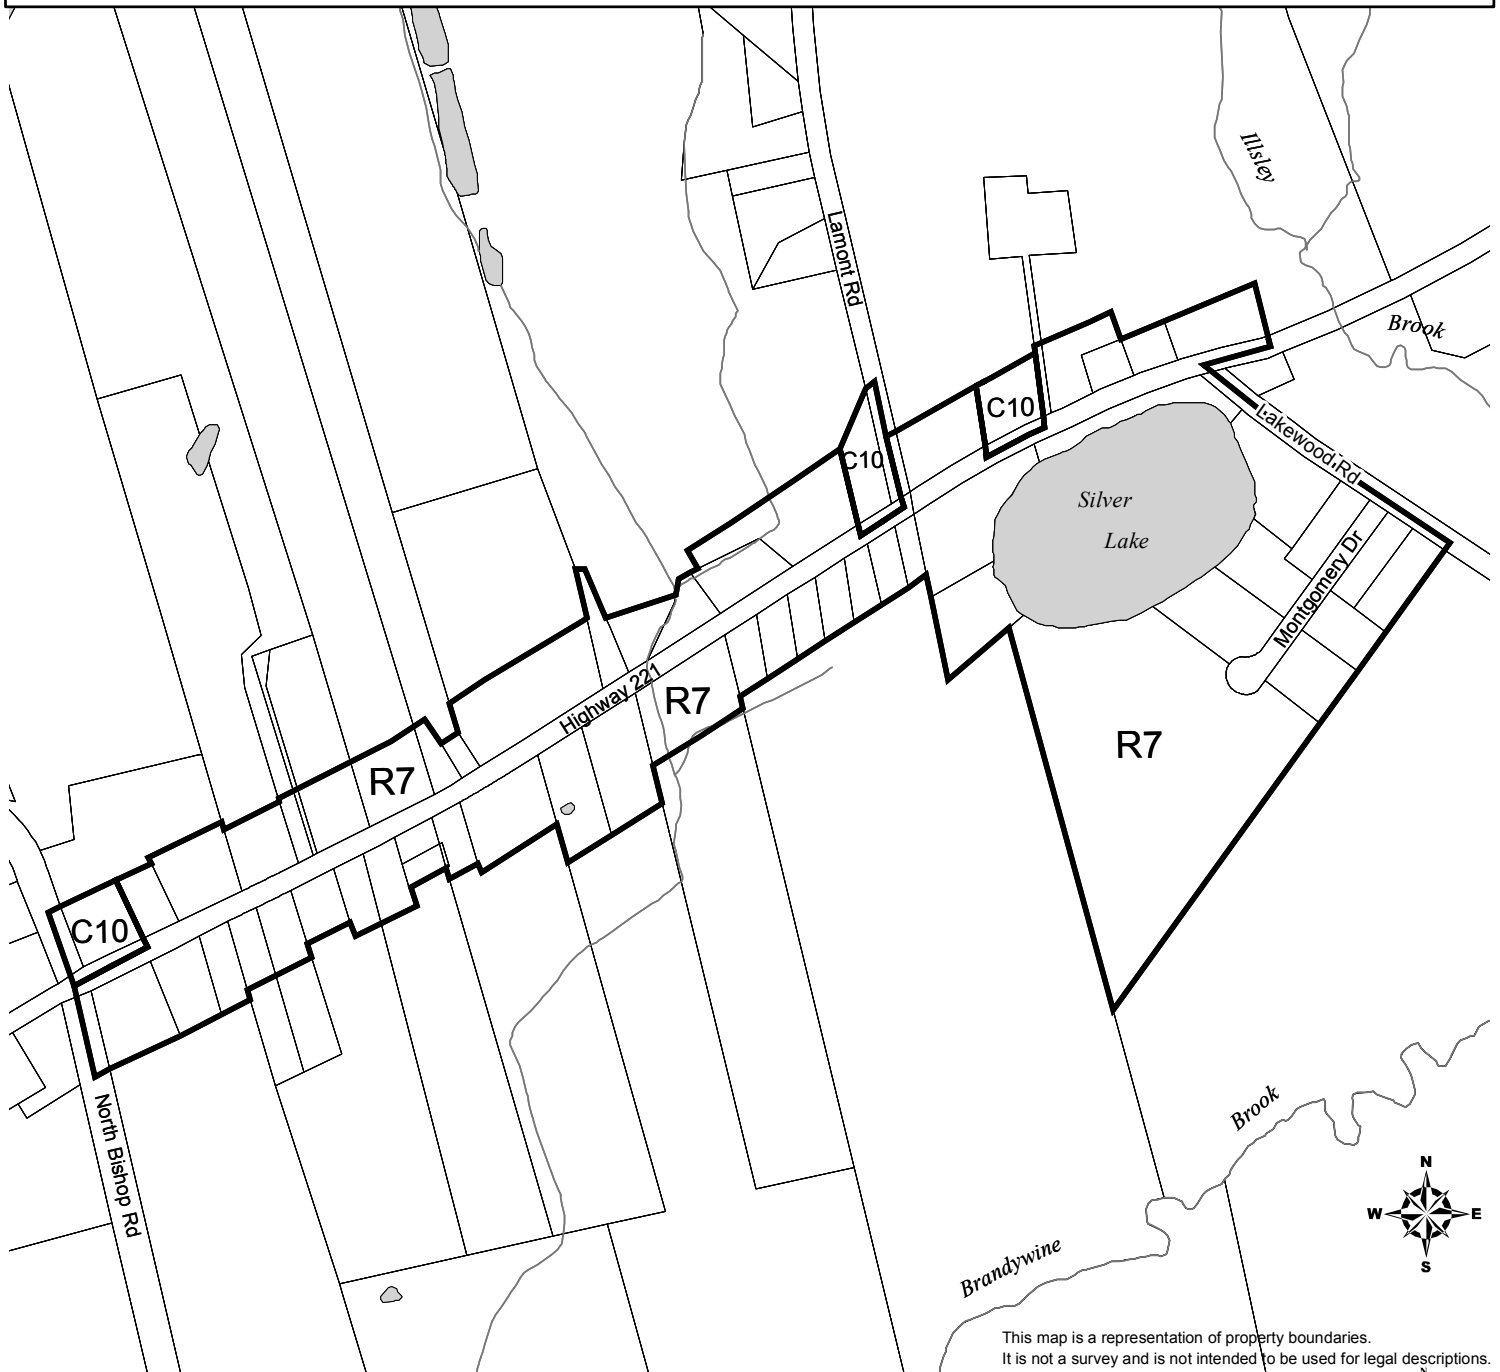 Illsley
Brook
Lamont Rd
C10
C10
Lakewood Rd
Silver
Lake
Montgomery Dr
Highway 221
R7
R7
R7
C10
North Bishop Rd
Brook
Brandywine
N
W E
S
This map is a representation of property boundaries.
It is not a survey and is not intended to be used for legal descriptions.